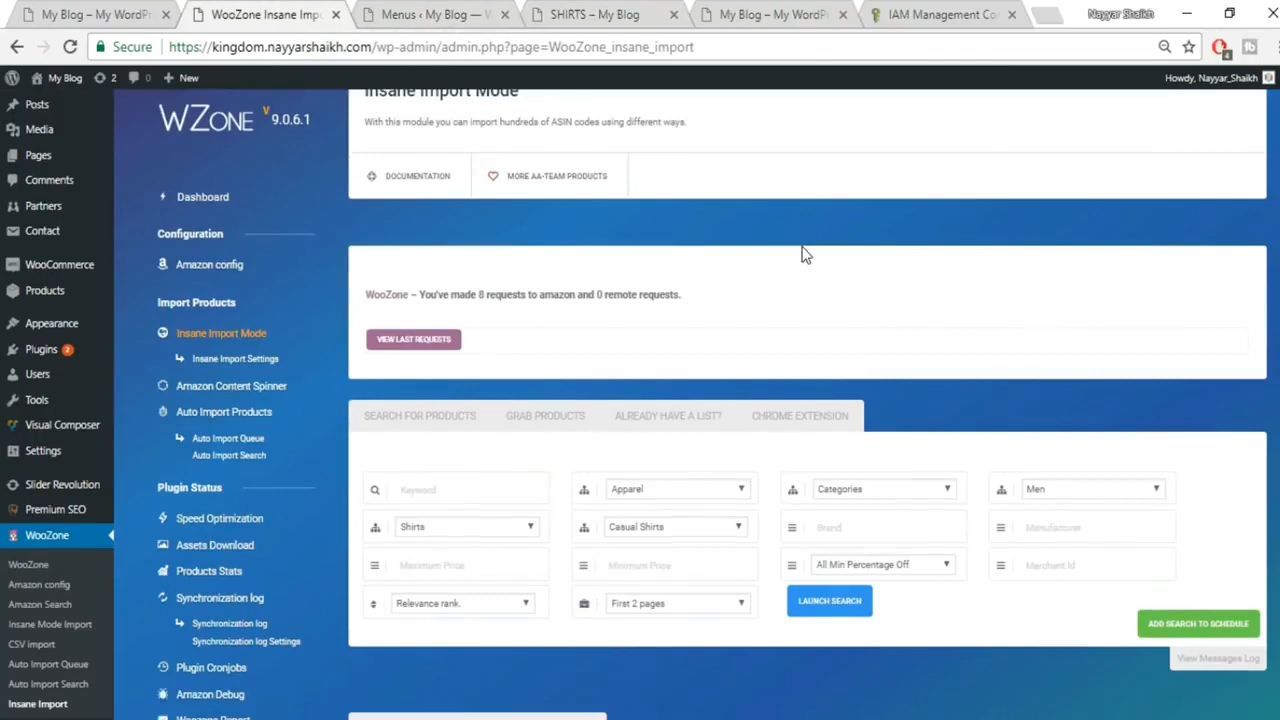 My Blog – My WordPr
WooZone Insane Impo
Menus ‹ My Blog — W
SHIRTS – My Blog
My Blog – My WordPr
IAM Management Co
Nayyar Shaikh
Secure
https://kingdom.nayyarshaikh.com/wp-admin/admin.php?page=WooZone_insane_import
4
My Blog
2
0
New
Howdy, Nayyar_Shaikh
Posts
Media
Pages
Comments
Partners
Contact
WooCommerce
Products
Appearance
Plugins 2
Users
Tools
Visual Composer
Settings
Slider Revolution
Premium SEO
WooZone
WooZone
Amazon config
Amazon Search
Insane Mode Import
CSV import
Auto Import Queue
Auto Import Search
Insane Import
WZONE V 9.0.6.1
Dashboard
Configuration
Amazon config
Import Products
Insane Import Mode
Insane Import Settings
Amazon Content Spinner
Auto Import Products
Auto Import Queue
Auto Import Search
Plugin Status
Speed Optimization
Assets Download
Products Stats
Synchronization log
Synchronization log
Synchronization log Settings
Plugin Cronjobs
Amazon Debug
Woozone Report
Insane Import Mode
With this module you can import hundreds of ASIN codes using different ways.
DOCUMENTATION
MORE AA-TEAM PRODUCTS
WooZone – You've made 8 requests to amazon and 0 remote requests.
VIEW LAST REQUESTS
SEARCH FOR PRODUCTS
GRAB PRODUCTS
ALREADY HAVE A LIST?
CHROME EXTENSION
Keyword
Apparel
Categories
Men
Shirts
Casual Shirts
Brand
Manufacturer
Maximum Price
Minimum Price
All Min Percentage Off
Merchant Id
Relevance rank.
First 2 pages
LAUNCH SEARCH
ADD SEARCH TO SCHEDULE
View Messages Log